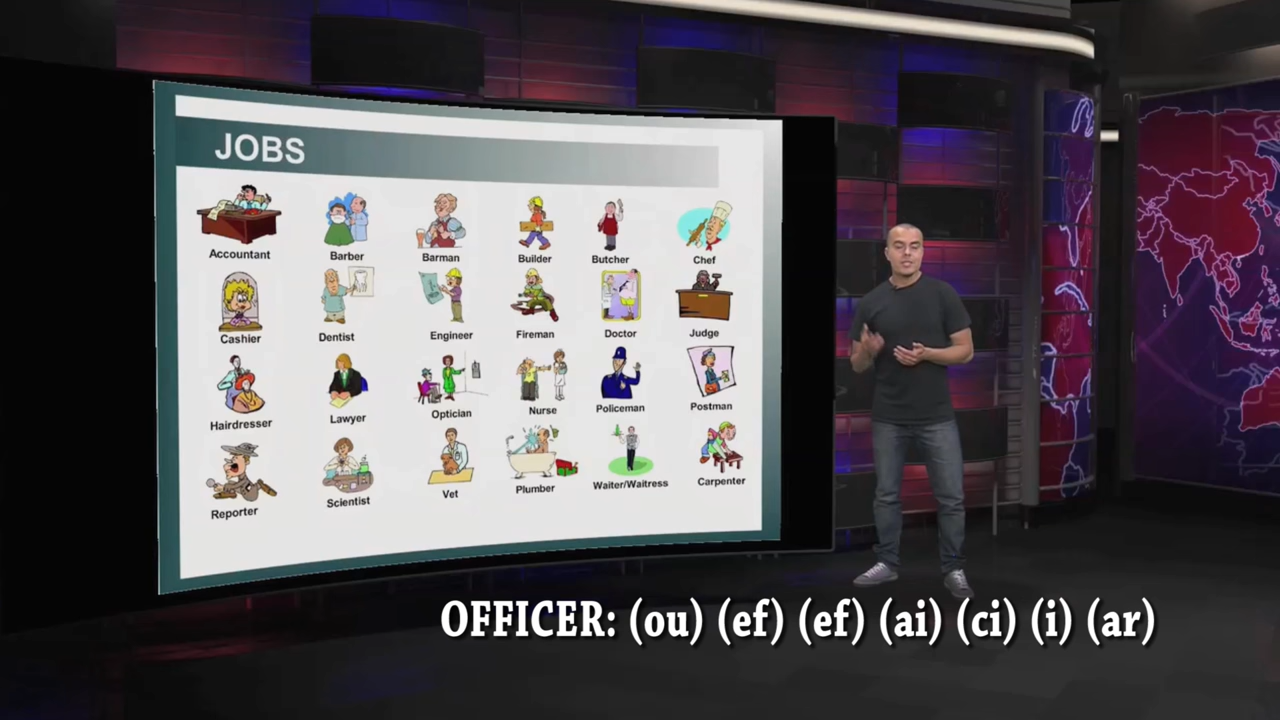 JOBS
Accountant Barber Barman Builder Butcher Chef
Cashier Dentist Engineer Fireman Doctor Judge
Hairdresser Lawyer Optician Nurse Policeman Postman
Reporter Scientist Vet Plumber Waiter/Waitress Carpenter
OFFICER: (ou) (ef) (ef) (ai) (ci) (i) (ar)